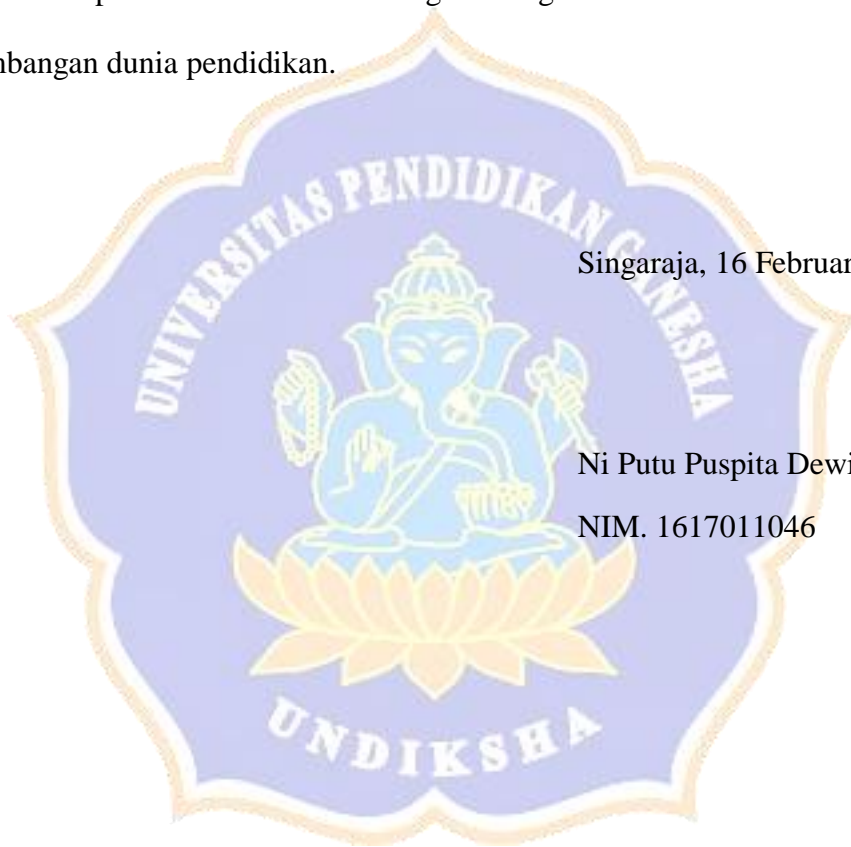 mbangan dunia pendidikan.
UNIVERSITAS PENDIDIKAN GANESHA
Singaraja, 16 Februar
Ni Putu Puspita Dewi
NIM. 1617011046
UNDIKSHA